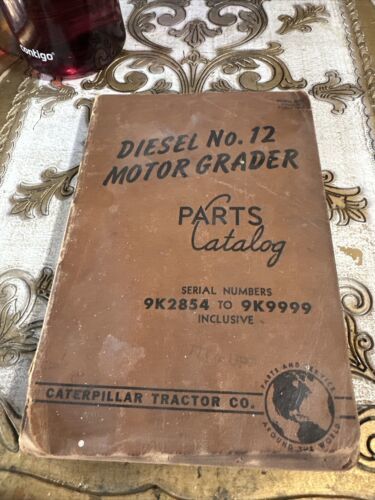 contigo
DIESEL No. 12
MOTOR GRADER
PARTS
Catalog
SERIAL NUMBERS
9K2854 TO 9K9999
INCLUSIVE
CATERPILLAR TRACTOR CO.
PARTS AND SERVICE
AROUND THE WORLD